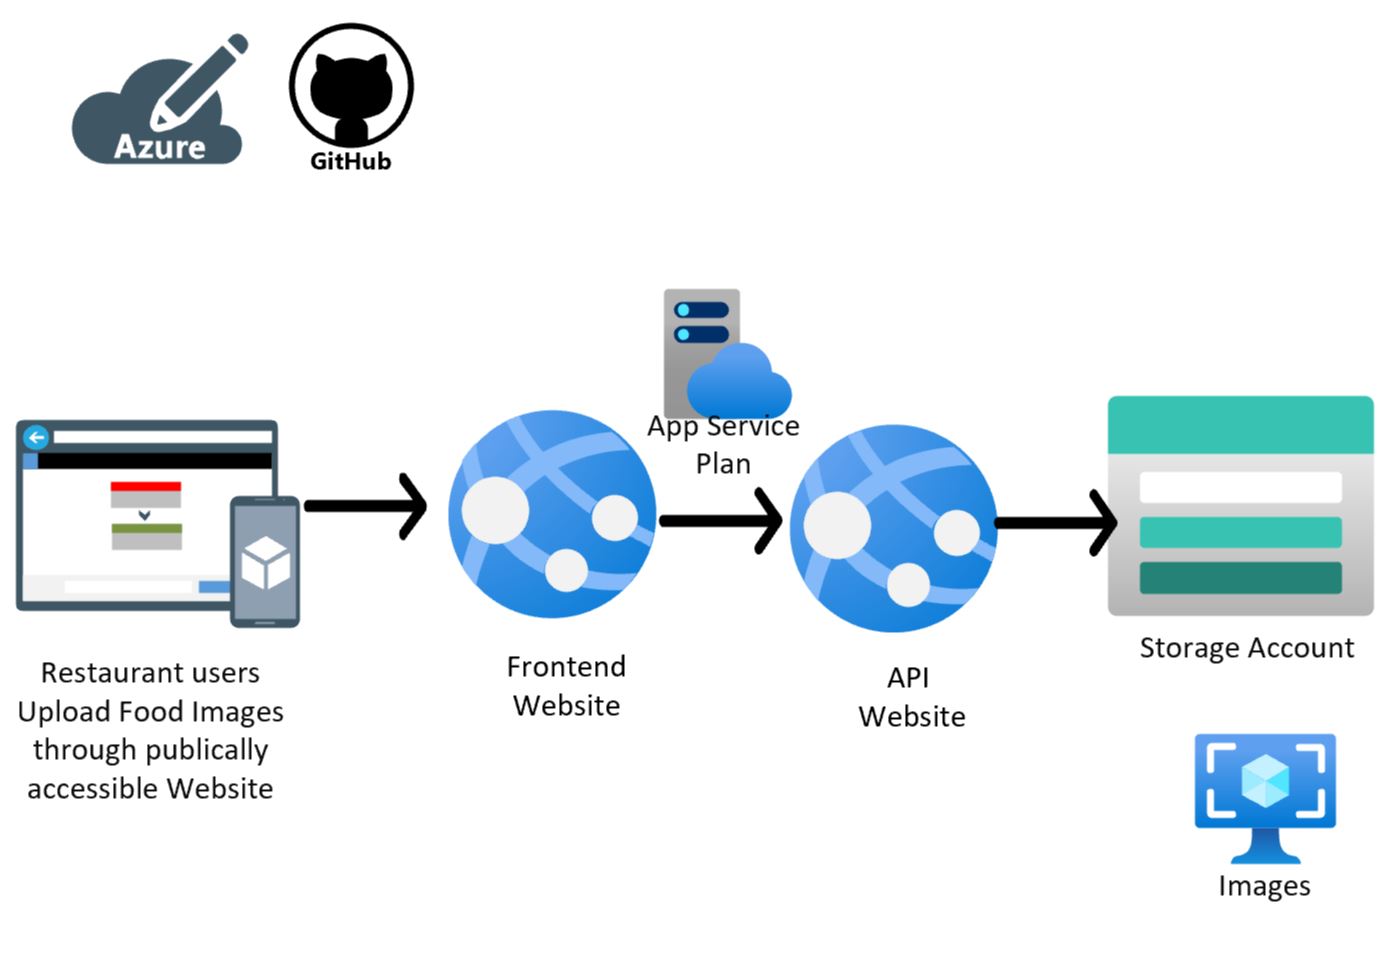 Azure
GitHub
App Service
Plan
Restaurant users
Upload Food Images
through publically
accessible Website
Frontend
Website
API
Website
Storage Account
Images